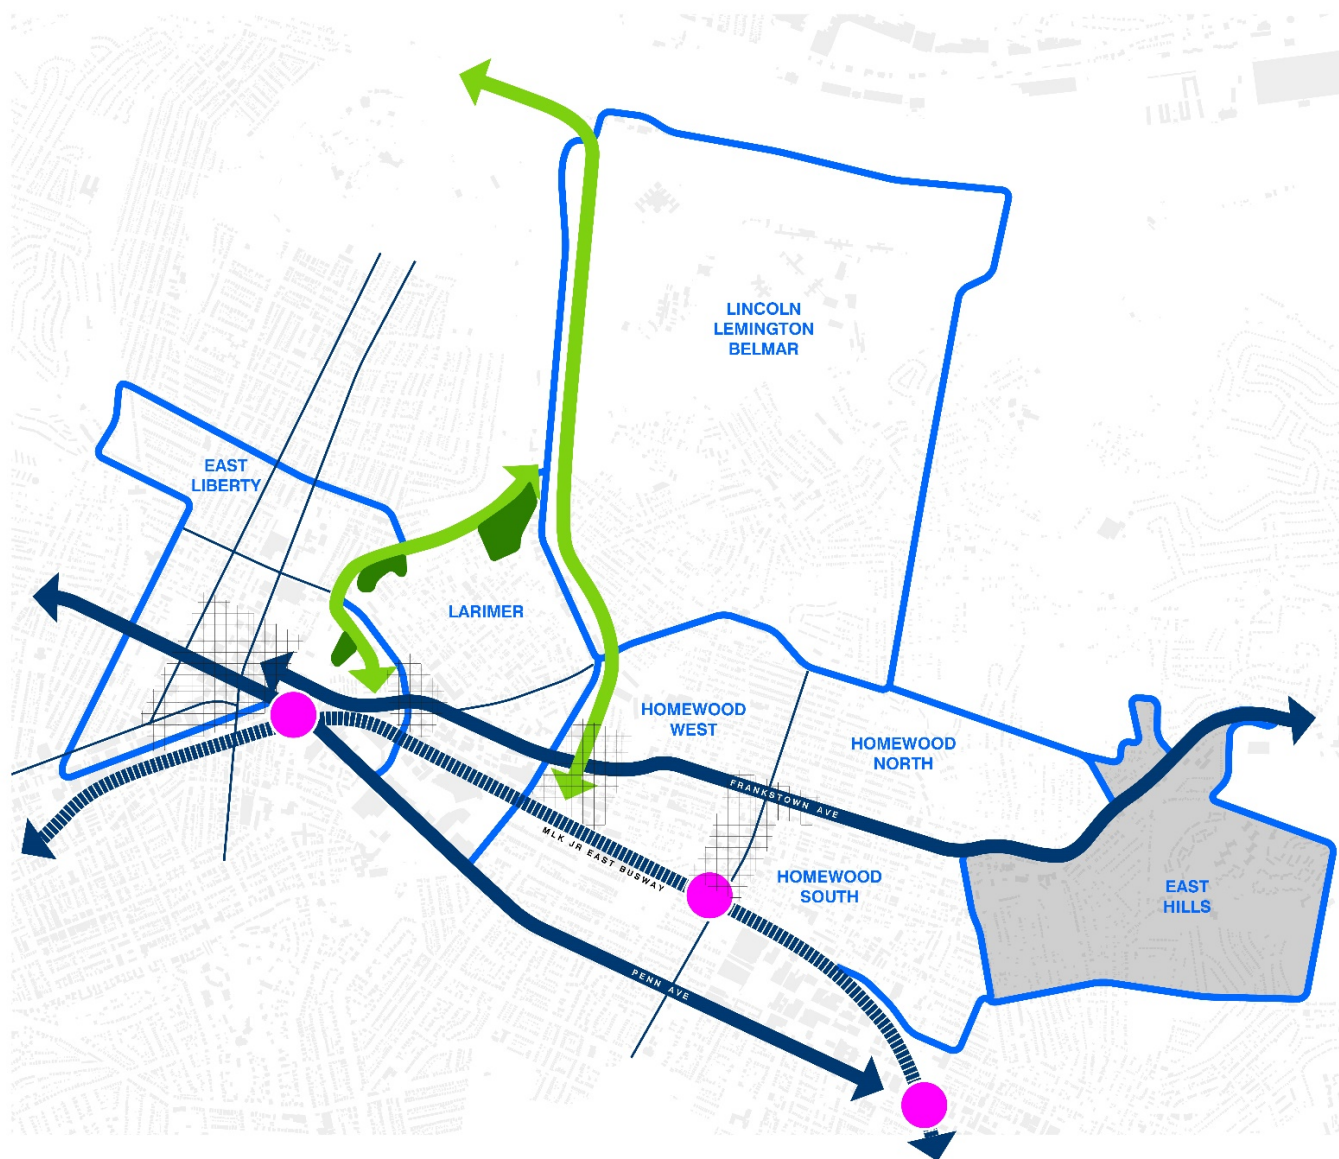 LINCOLN
LEMINGTON
BELMAR
EAST
LIBERTY
LARIMER
HOMEWOOD
WEST
HOMEWOOD
NORTH
FRANKSTOWN AVE
MLK JR EAST BUSWAY
HOMEWOOD
SOUTH
EAST
HILLS
PENN AVE